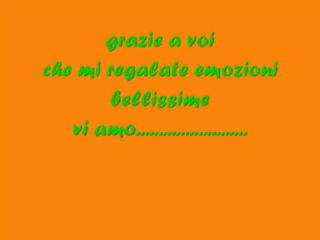 grazie a voi
che mi regalate emozioni
bellissime
vi amo.........................